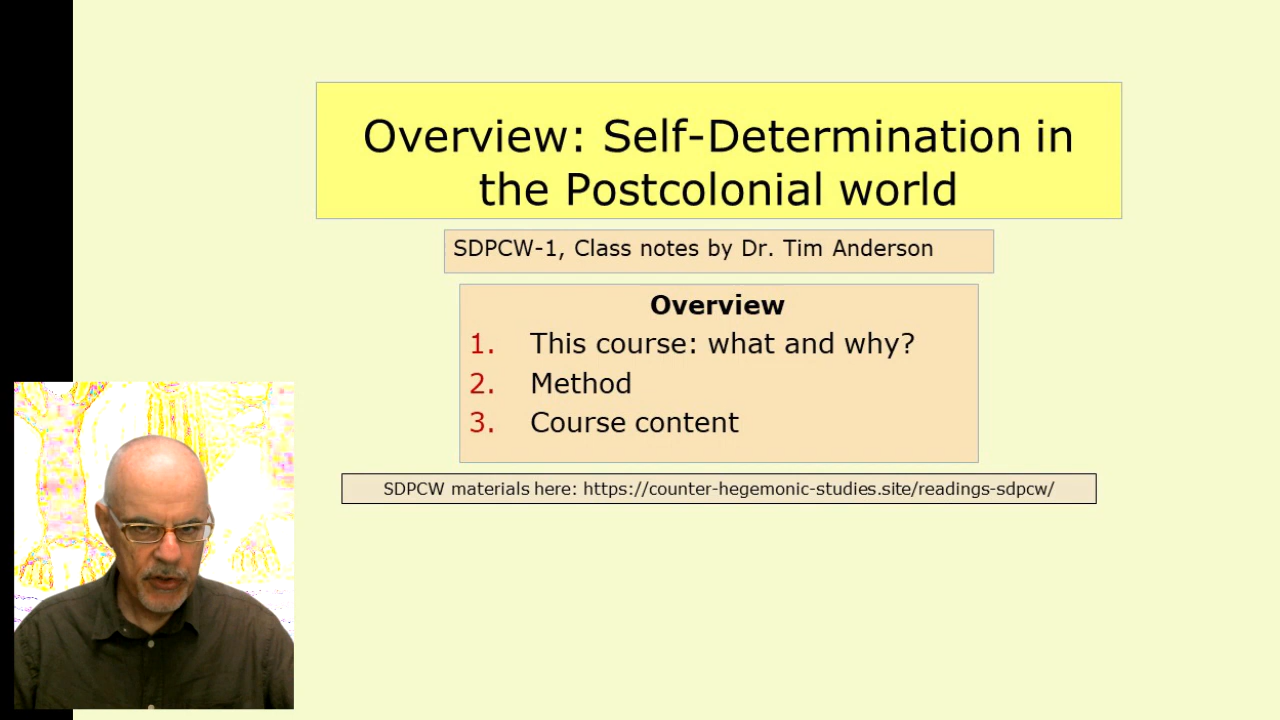 Overview: Self-Determination in
the Postcolonial world
SDPCW-1, Class notes by Dr. Tim Anderson
Overview
1. This course: what and why?
2. Method
3. Course content
SDPCW materials here: https://counter-hegemonic-studies.site/readings-sdpcw/